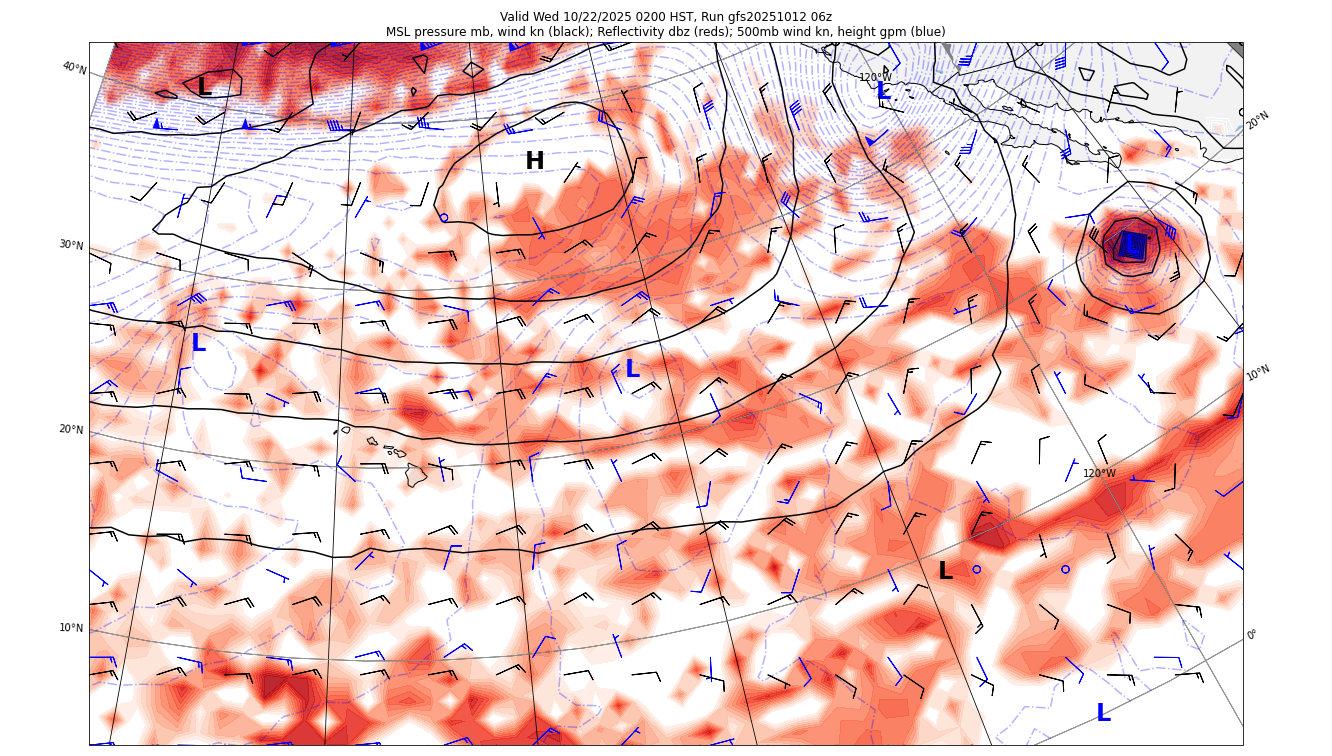 Valid Wed 10/22/2025 0200 HST, Run gfs20251012 06z
MSL pressure mb, wind kn (black); Reflectivity dbz (reds); 500mb wind kn, height gpm (blue)
40°N
L
120°W
L
20°N
H
30°N
L
L
L
10°N
20°N
120°W
L
10°N
0°
L